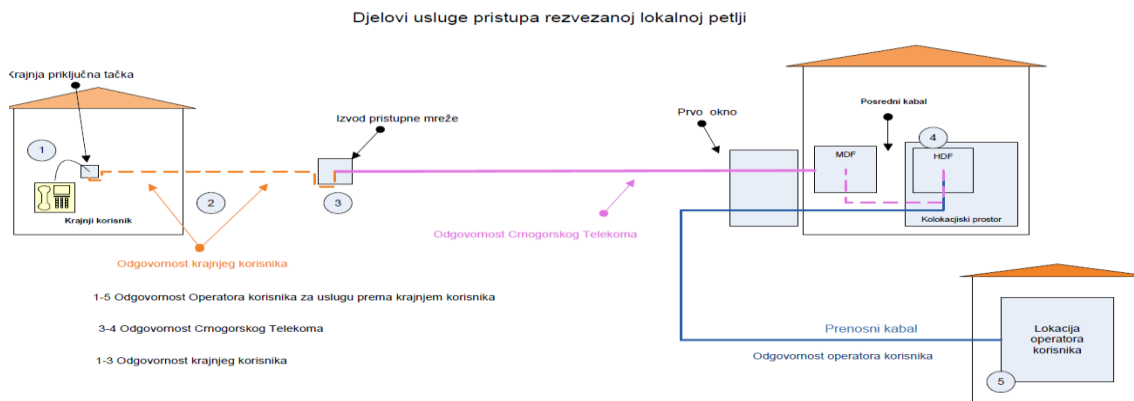 Djelovi usluge pristupa rezvezanoj lokalnoj petlji
Krajnja priključna tačka
Izvod pristupne mreže
Prvo okno
Posredni kabal
1
4
MDF
HDF
2
3
Krajnji korisnik
Kolokacjiski prostor
Odgovornost Crnogorskog Telekoma
Odgovornost krajnjeg korisnika
1-5 Odgovornost Operatora korisnika za uslugu prema krajnjem korisnika
3-4 Odgovornost Crnogorskog Telekoma
1-3 Odgovornost krajnjeg korisnika
Prenosni kabal
Odgovornost operatora korisnika
Lokacija
operatora
korisnika
5